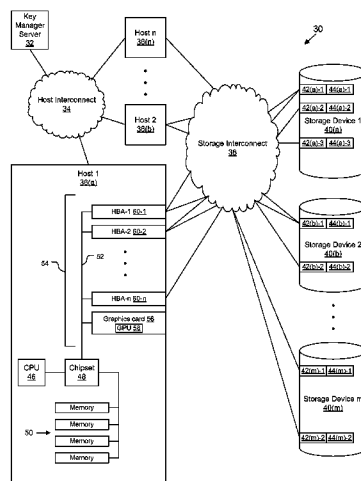 Key
Manager
Server
32
Host n
36(n)
30
Host Interconnect
34
Host 2
36(b)
Storage Interconnect
38
42(a)-1 44(a)-1
42(a)-2 44(a)-2
Storage Device 1
40(a)
42(a)-3 44(a)-3
Host 1
36(a)
HBA-1 60-1
HBA-2 60-2
54
52
HBA-n 60-n
Graphics card 56
GPU 58
42(b)-1 44(b)-1
Storage Device 2
40(b)
42(b)-2 44(b)-2
CPU
46
Chipset
48
42(m)-1 44(m)-1
Storage Device m
40(m)
42(m)-2 44(m)-2
50
Memory
Memory
Memory
Memory